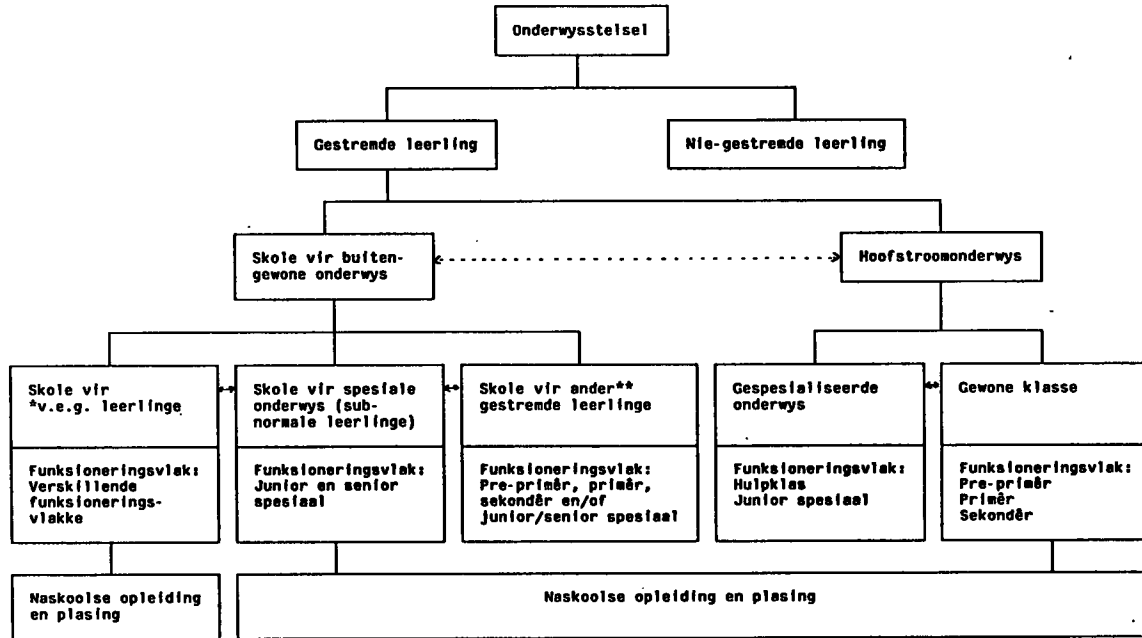 Onderwysstelsel
Gestremde leerling
Nie-gestremde leerling
Skole vir buiten-
gewone onderwys
Hoofstroomonderwys
Skole vir
*v.e.g. leerlinge
Funksioneringsvlak:
Verskillende
funksionerings-
vlakke
Skole vir spesiale
onderwys (sub-
normale leerlinge)
Funksioneringsvlak:
Junior en senior
spesiaal
Skole vir ander**
gestremde leerlinge
Funksioneringsvlak:
Pre-primêr, primêr,
sekondêr en/of
junior/senior spesiaal
Gespesialiseerde
onderwys
Funksioneringsvlak:
Hulpklas
Junior spesiaal
Gewone klasse
Funksioneringsvlak:
Pre-primêr
Primêr
Sekondêr
Naskoolse opleiding
en plasing
Naskoolse opleiding en plasing